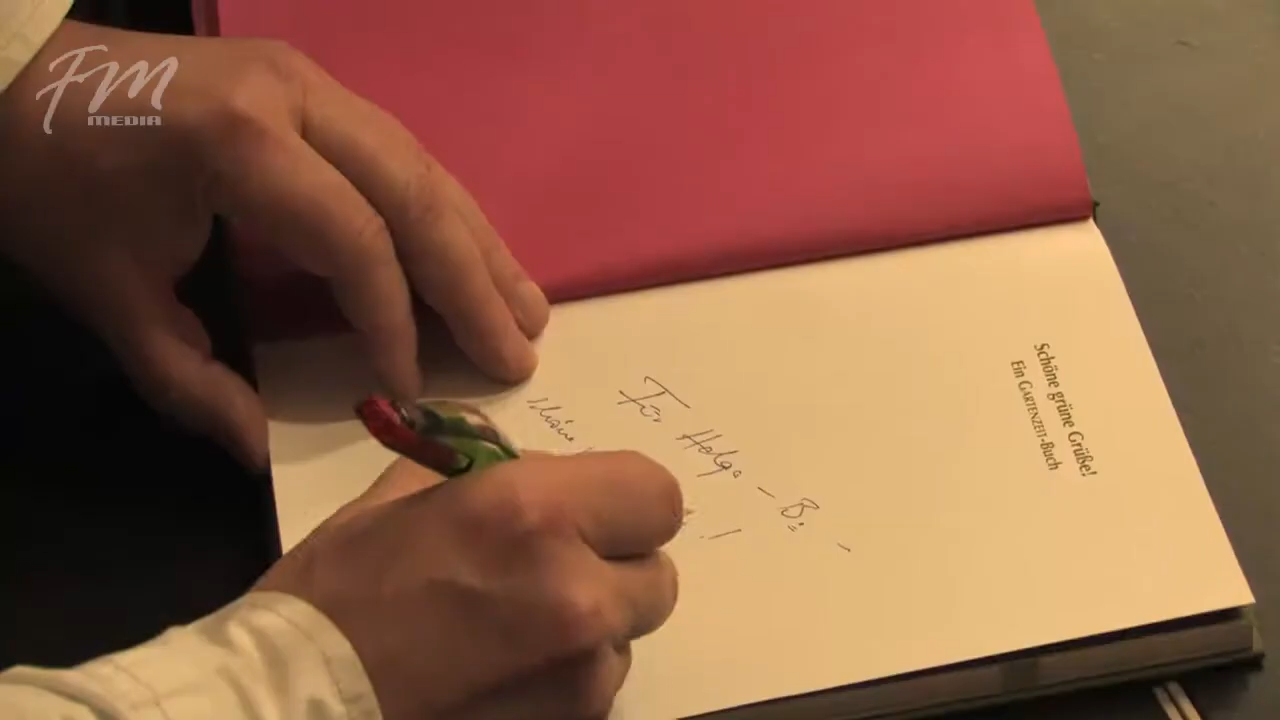 FM
MEDIA
Schöne grüne Grüße!
Ein GARTENZEIT-Buch
Für Helga
!